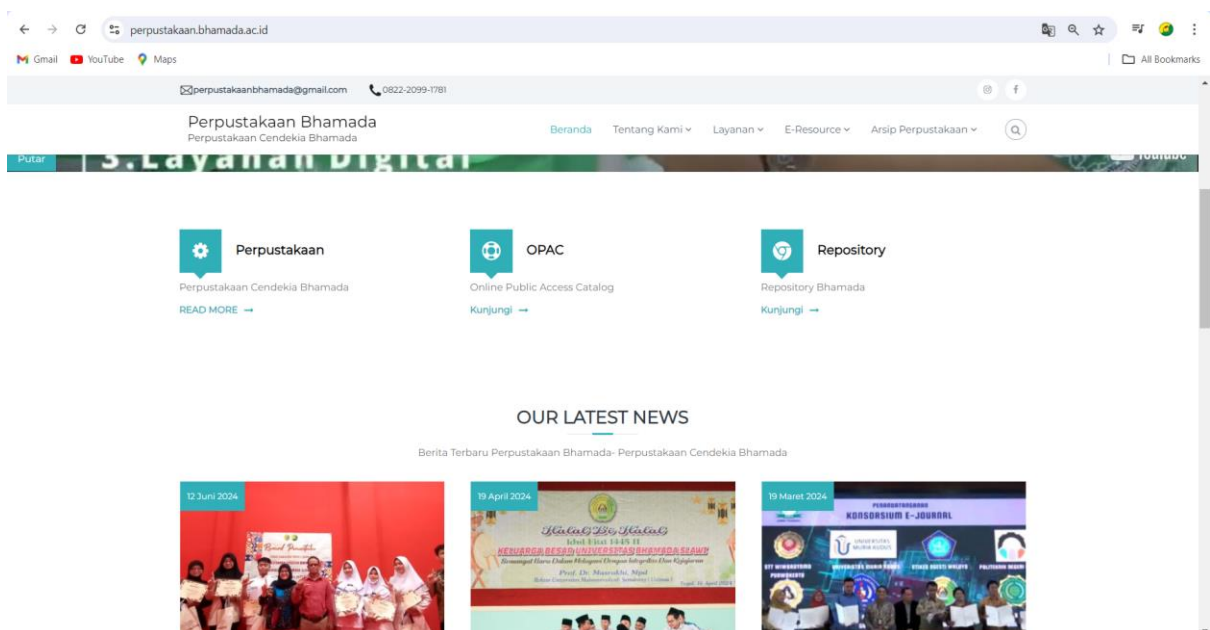 perpustakaan.bhamada.ac.id
Gmail YouTube Maps All Bookmarks
perpustakaanbhamada@gmail.com 0822-2099-1781
Perpustakaan Bhamada
Perpustakaan Cendekia Bhamada
Beranda Tentang Kami Layanan E-Resource Arsip Perpustakaan
Putar 3.Layanan Digital YouTube
Perpustakaan OPAC Repository
Perpustakaan Cendekia Bhamada Online Public Access Catalog Repository Bhamada
READ MORE → Kunjungi → Kunjungi →
OUR LATEST NEWS
Berita Terbaru Perpustakaan Bhamada- Perpustakaan Cendekia Bhamada
12 Juni 2024 19 April 2024 19 Maret 2024
Halal Bi Halal
KELUARGA BESAR UNIVERSITAS BHAMADA SLAWI
KONSORSIUM E-JOURNAL
UNIVERSITAS
MURIA KUDUS